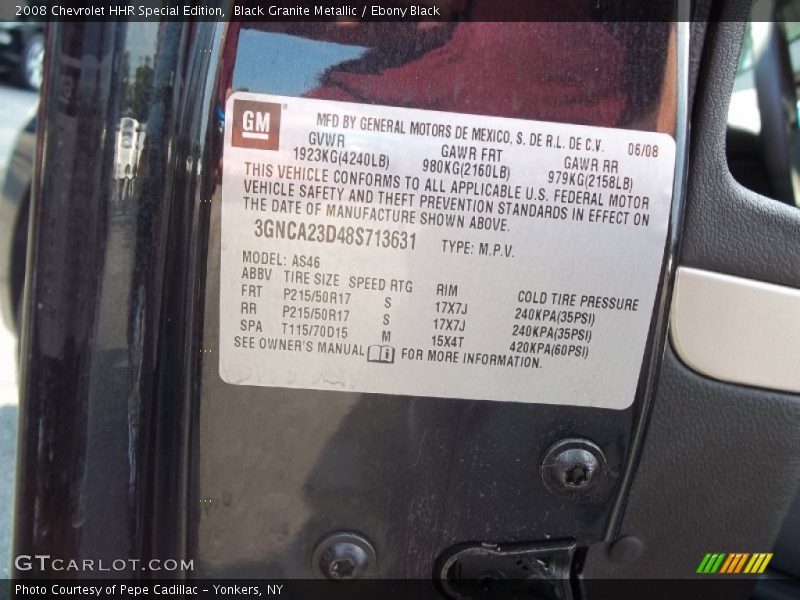 2008 Chevrolet HHR Special Edition, Black Granite Metallic / Ebony Black
GM
MFD BY GENERAL MOTORS DE MEXICO, S. DE R.L. DE C.V. 06/08
GVWR GAWR FRT GAWR RR
1923KG(4240LB) 980KG(2160LB) 979KG(2158LB)
THIS VEHICLE CONFORMS TO ALL APPLICABLE U.S. FEDERAL MOTOR
VEHICLE SAFETY AND THEFT PREVENTION STANDARDS IN EFFECT ON
THE DATE OF MANUFACTURE SHOWN ABOVE.
3GNCA23D48S713631 TYPE: M.P.V.
MODEL: AS46
ABBV TIRE SIZE SPEED RTG RIM COLD TIRE PRESSURE
FRT P215/50R17 S 17X7J 240KPA(35PSI)
RR P215/50R17 S 17X7J 240KPA(35PSI)
SPA T115/70D15 M 15X4T 420KPA(60PSI)
SEE OWNER'S MANUAL FOR MORE INFORMATION.
GTCARLOT.COM
Photo Courtesy of Pepe Cadillac - Yonkers, NY